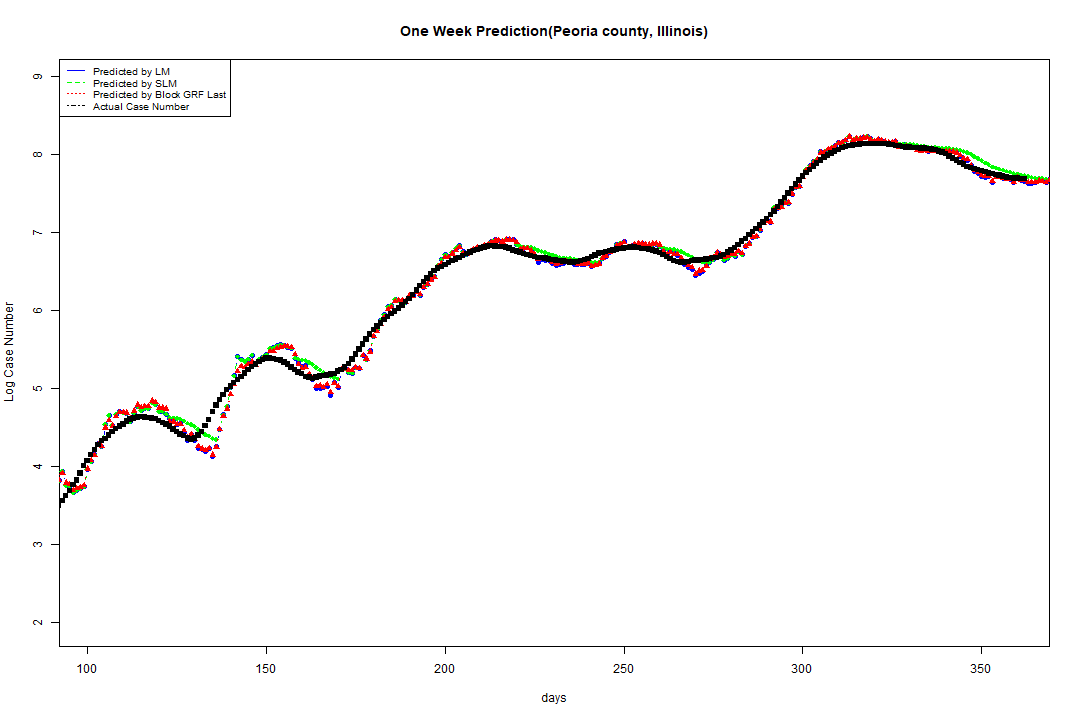 One Week Prediction(Peoria county, Illinois)
Predicted by LM
Predicted by SLM
Predicted by Block GRF Last
Actual Case Number
9
8
7
6
5
4
3
2
Log Case Number
100 150 200 250 300 350
days